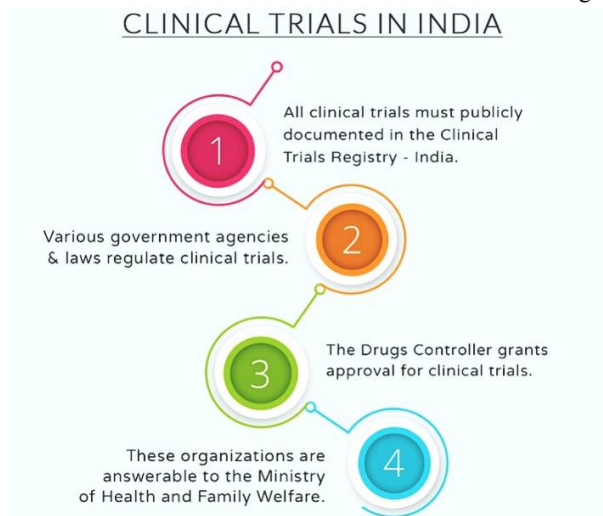 g
CLINICAL TRIALS IN INDIA
1
All clinical trials must publicly
documented in the Clinical
Trials Registry - India.
2
Various government agencies
& laws regulate clinical trials.
3
The Drugs Controller grants
approval for clinical trials.
4
These organizations are
answerable to the Ministry
of Health and Family Welfare.